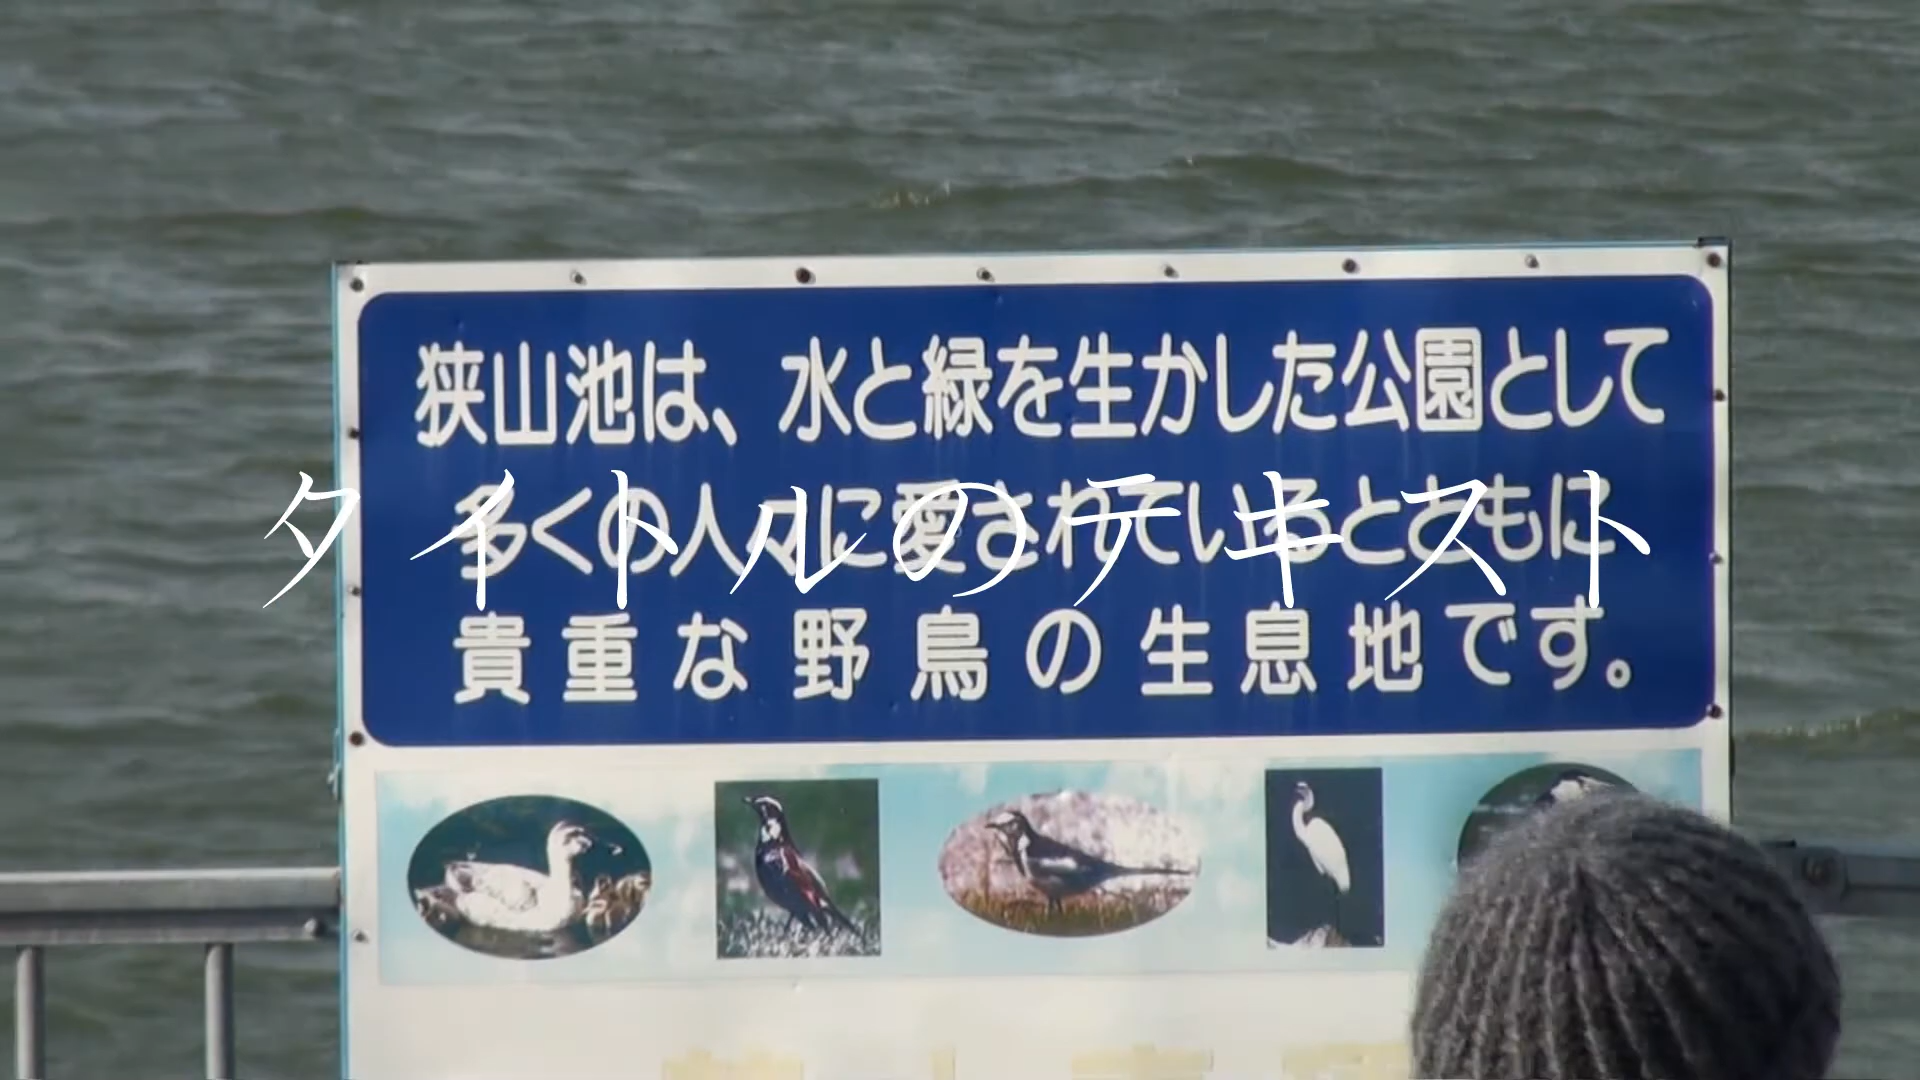 狭山池は、水と緑を生かした公園として
多くの人々に愛されているとともに
タイトルのテキスト
貴重な野鳥の生息地です。